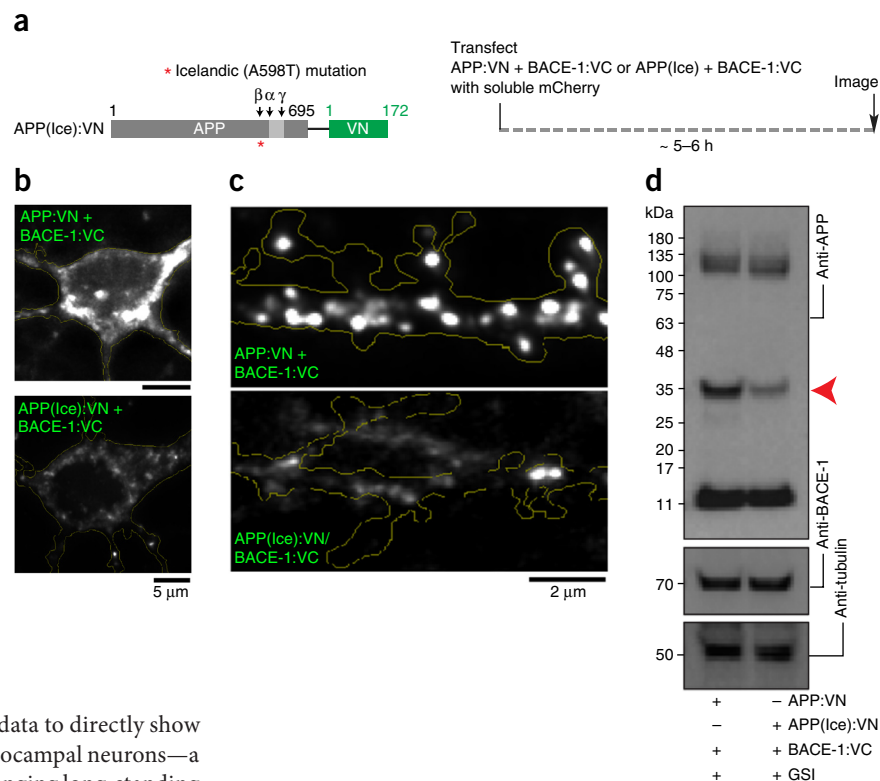 a
* Icelandic (A598T) mutation
β α γ
1 695 1 172
APP(Ice):VN APP VN
*
Transfect
APP:VN + BACE-1:VC or APP(Ice) + BACE-1:VC
with soluble mCherry
Image
~ 5–6 h
b
APP:VN +
BACE-1:VC
APP(Ice):VN +
BACE-1:VC
5 μm
c
APP:VN +
BACE-1:VC
APP(Ice):VN/
BACE-1:VC
2 μm
d
kDa
180
135
100
75
63
48
35
25
20
17
11
70
50
Anti-APP
Anti-BACE-1
Anti-tubulin
+ – APP:VN
– + APP(Ice):VN
+ + BACE-1:VC
+ + GSI
data to directly show
ocampal neurons—a